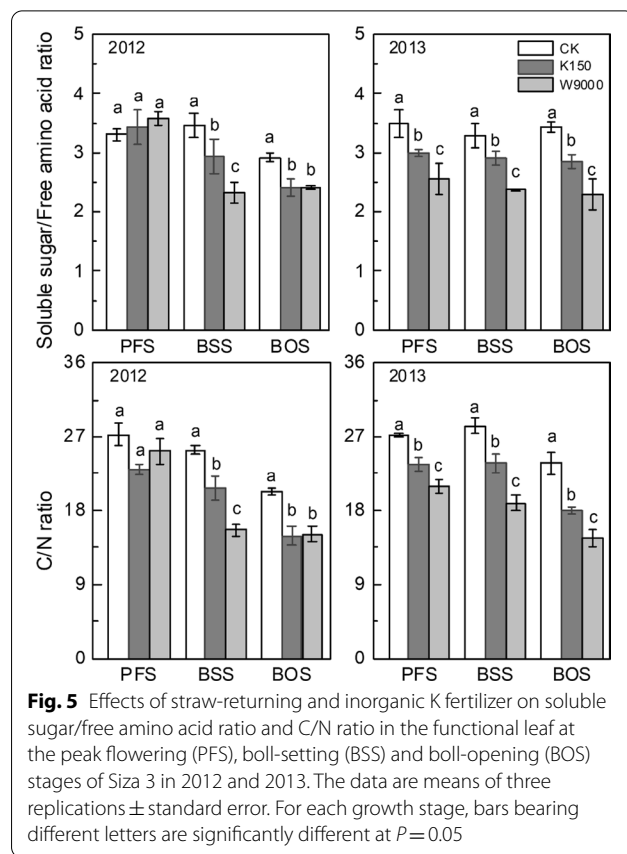 2012
2013
CK
K150
W9000
Soluble sugar/Free amino acid ratio
5
4
3
2
1
0
a a a a b c a b b
PFS BSS BOS
5
4
3
2
1
0
a b c a b c a b c
PFS BSS BOS
2012
2013
C/N ratio
36
27
18
9
0
a a a a b c a b b
PFS BSS BOS
36
27
18
9
0
a b c a b c a b c
PFS BSS BOS
Fig. 5 Effects of straw-returning and inorganic K fertilizer on soluble
sugar/free amino acid ratio and C/N ratio in the functional leaf at
the peak flowering (PFS), boll-setting (BSS) and boll-opening (BOS)
stages of Siza 3 in 2012 and 2013. The data are means of three
replications ± standard error. For each growth stage, bars bearing
different letters are significantly different at P = 0.05